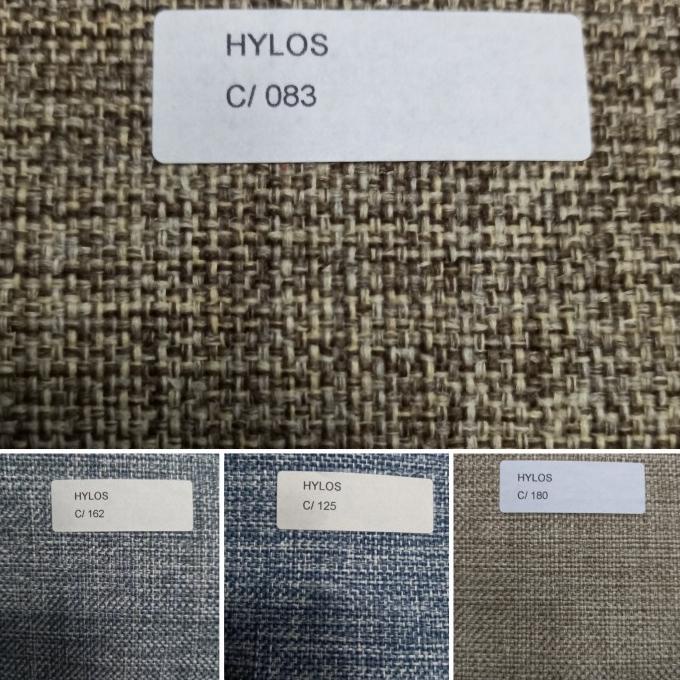 HYLOS
C/ 083
HYLOS
C/ 162
HYLOS
C/ 125
HYLOS
C/ 180